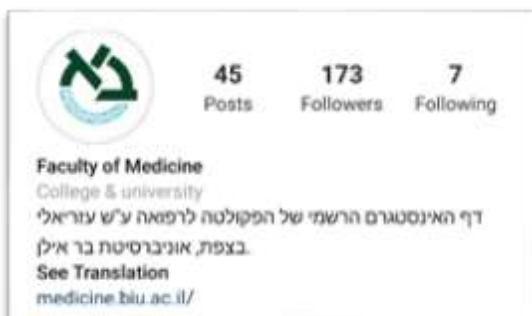 בא
45 173 7
Posts Followers Following
Faculty of Medicine
College & university
דף האינסטגרם הרשמי של הפקולטה לרפואה ע"ש עזריאלי
בצפת, אוניברסיטת בר אילן.
See Translation
medicine.biu.ac.il/